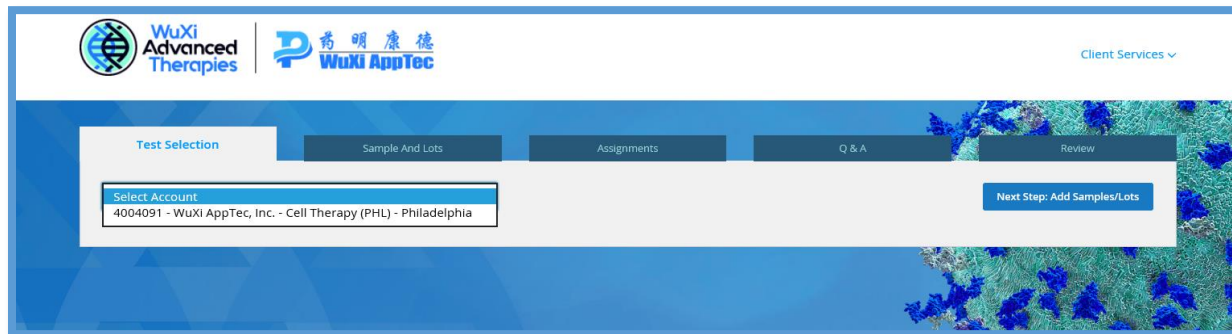 WuXi
Advanced
Therapies
药明康德
WuXi AppTec
Client Services
Test Selection
Sample And Lots
Assignments
Q & A
Review
Select Account
4004091 - WuXi AppTec, Inc. - Cell Therapy (PHL) - Philadelphia
Next Step: Add Samples/Lots